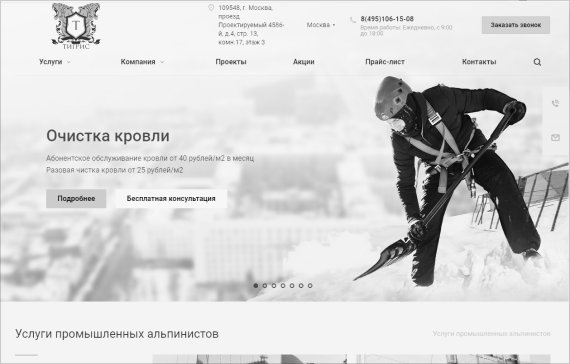 ТИГРИС
109548, г. Москва,
проезд
Проектируемый 4586-
й, д.4, стр. 13,
комн.17, этаж 3
Москва
8(495)106-15-08
Время работы: Ежедневно, с 9:00
до 18:00
Заказать звонок
Услуги
Компания
Проекты
Акции
Прайс-лист
Контакты
Очистка кровли
Абонентское обслуживание кровли от 40 рублей/м2 в месяц
Разовая чистка кровли от 25 рублей/м2
Подробнее
Бесплатная консультация
Услуги промышленных альпинистов
Услуги промышленных альпинистов